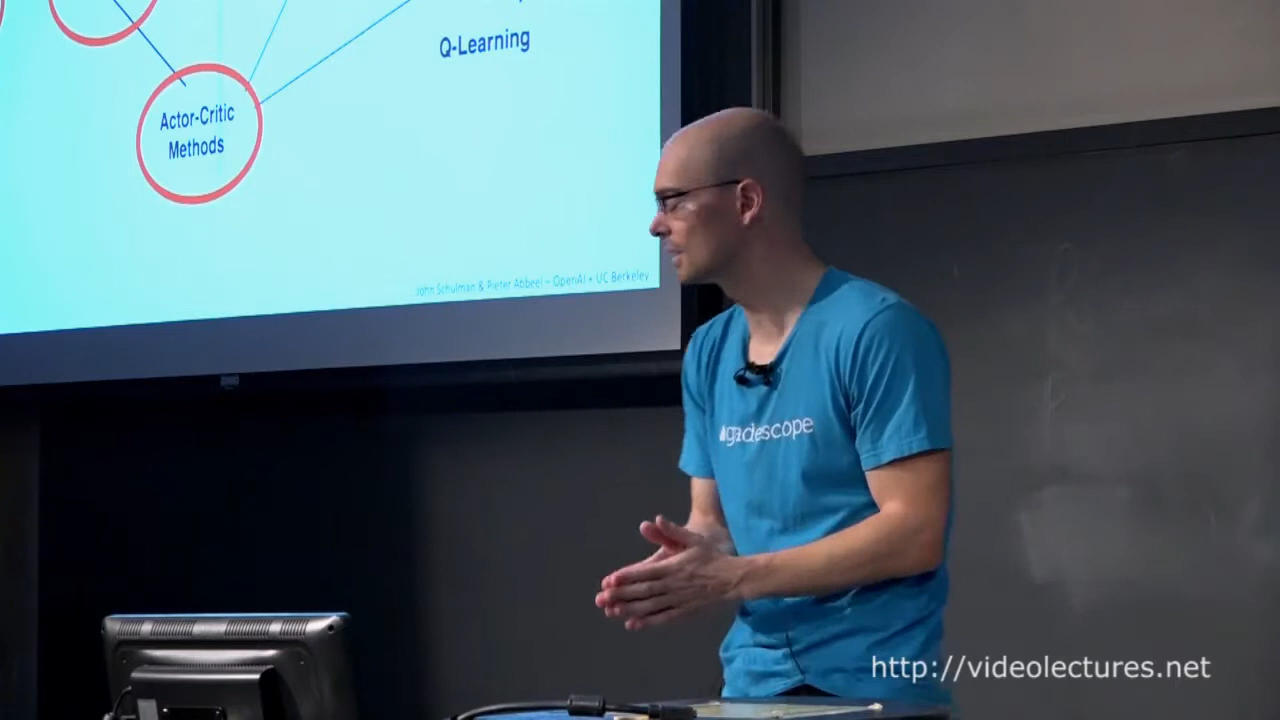 Q-Learning
Actor-Critic
Methods
John Schulman & Pieter Abbeel – OpenAI + UC Berkeley
gradescope
http://videolectures.net